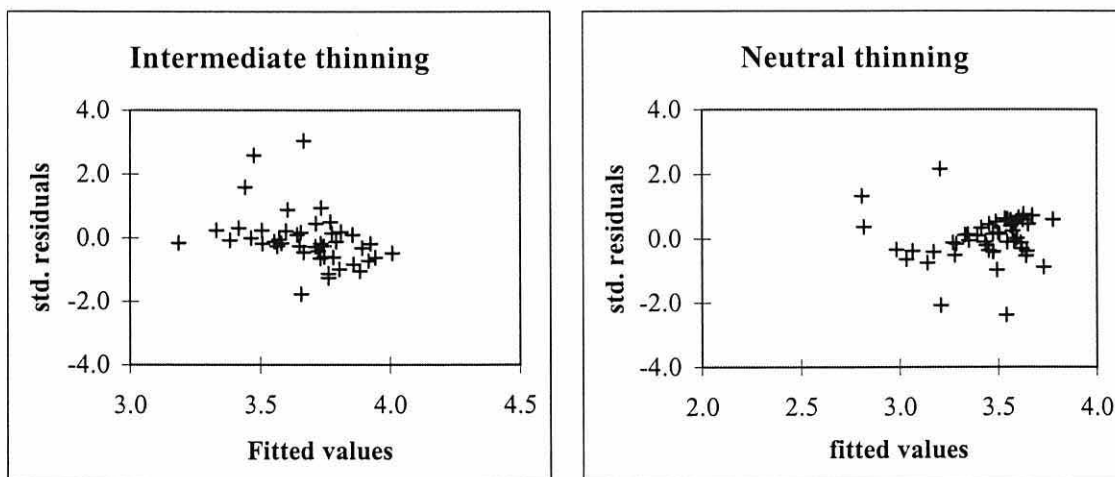 Intermediate thinning
4.0
2.0
0.0
-2.0
-4.0
std. residuals
3.0 3.5 4.0 4.5
Fitted values
Neutral thinning
4.0
2.0
0.0
-2.0
-4.0
std. residuals
2.0 2.5 3.0 3.5 4.0
fitted values